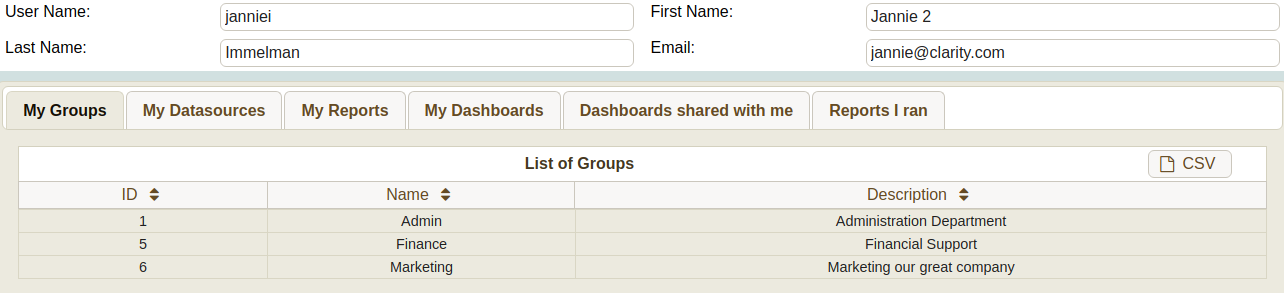 User Name: janniei First Name: Jannie 2
Last Name: Immelman Email: jannie@clarity.com
My Groups My Datasources My Reports My Dashboards Dashboards shared with me Reports I ran
List of Groups CSV
ID Name Description
1 Admin Administration Department
5 Finance Financial Support
6 Marketing Marketing our great company